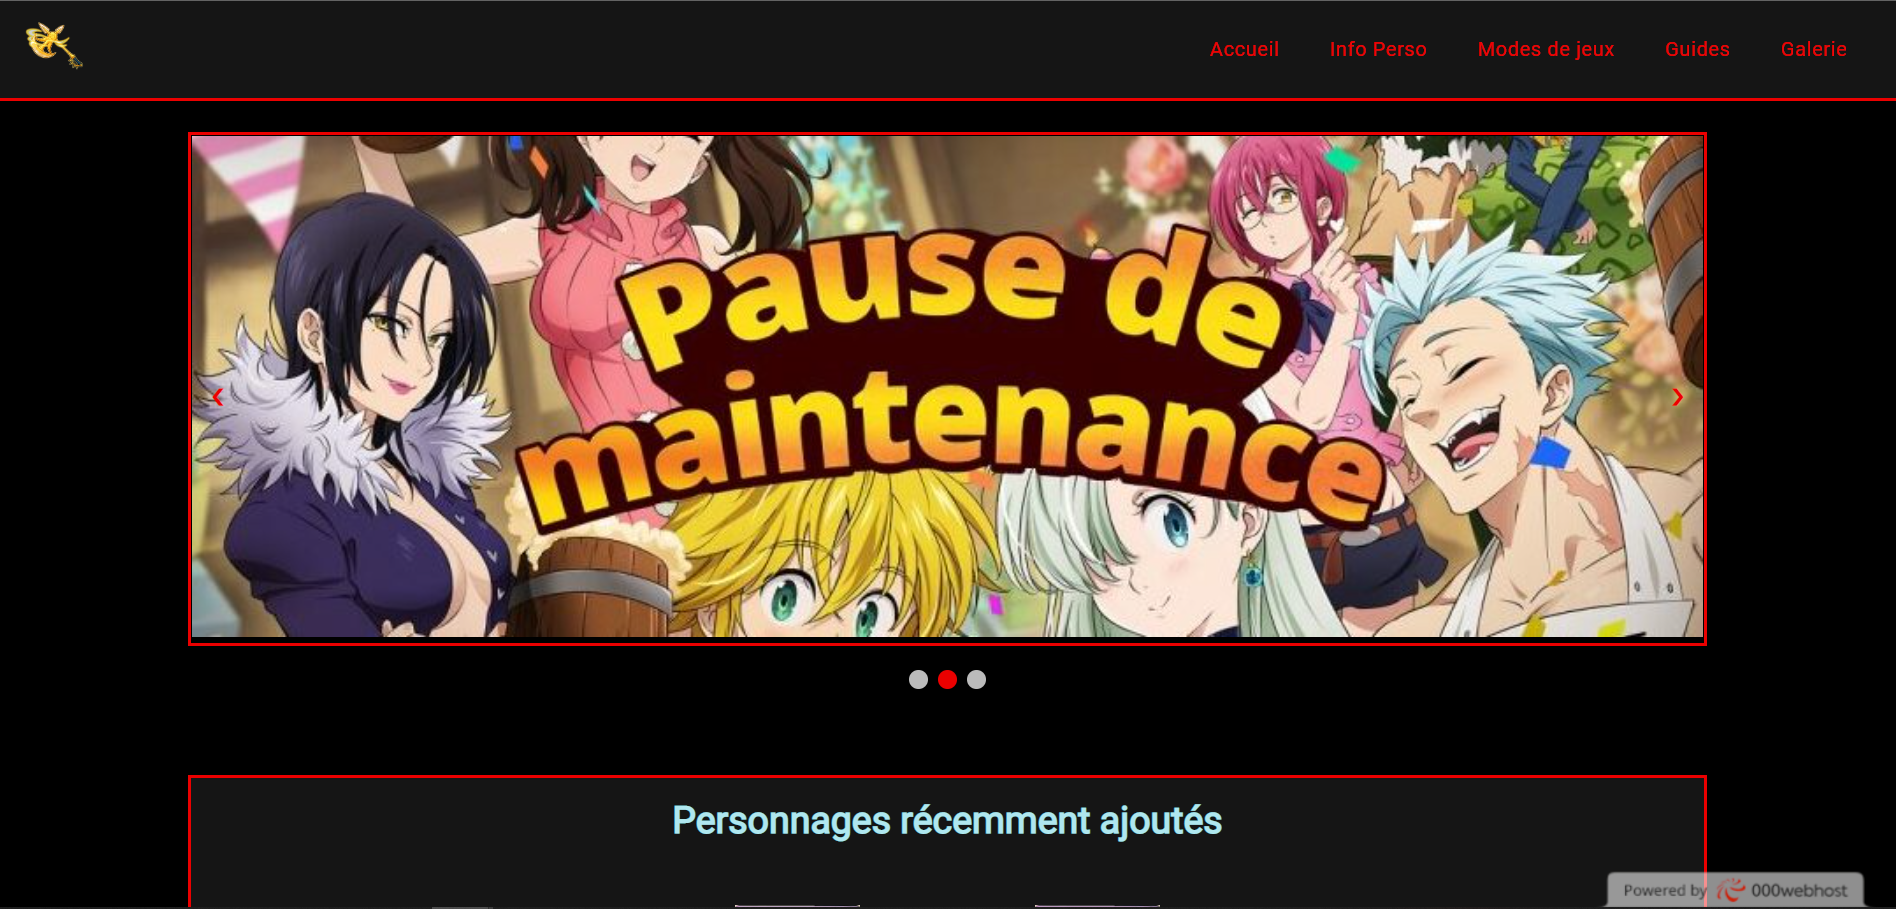 Accueil Info Perso Modes de jeux Guides Galerie
Pause de
maintenance
Personnages récemment ajoutés
Powered by 000webhost